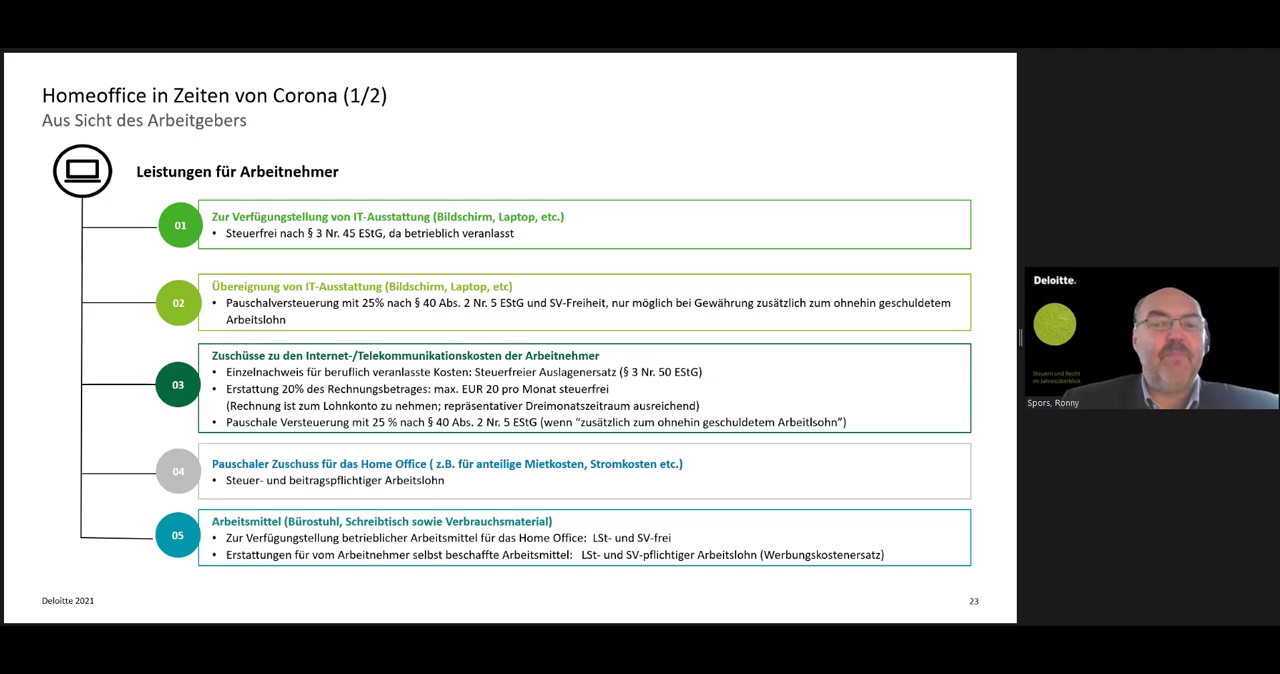 Homeoffice in Zeiten von Corona (1/2)
Aus Sicht des Arbeitgebers
Leistungen für Arbeitnehmer
01
Zur Verfügungstellung von IT-Ausstattung (Bildschirm, Laptop, etc.)
• Steuerfrei nach § 3 Nr. 45 EStG, da betrieblich veranlasst
02
Übereignung von IT-Ausstattung (Bildschirm, Laptop, etc)
• Pauschalversteuerung mit 25% nach § 40 Abs. 2 Nr. 5 EStG und SV-Freiheit, nur möglich bei Gewährung zusätzlich zum ohnehin geschuldetem
Arbeitslohn
03
Zuschüsse zu den Internet-/Telekommunikationskosten der Arbeitnehmer
• Einzelnachweis für beruflich veranlasste Kosten: Steuerfreier Auslagenersatz (§ 3 Nr. 50 EStG)
• Erstattung 20% des Rechnungsbetrages: max. EUR 20 pro Monat steuerfrei
(Rechnung ist zum Lohnkonto zu nehmen; repräsentativer Dreimonatszeitraum ausreichend)
• Pauschale Versteuerung mit 25 % nach § 40 Abs. 2 Nr. 5 EStG (wenn “zusätzlich zum ohnehin geschuldetem Arbeitlsohn”)
04
Pauschaler Zuschuss für das Home Office ( z.B. für anteilige Mietkosten, Stromkosten etc.)
• Steuer- und beitragspflichtiger Arbeitslohn
05
Arbeitsmittel (Bürostuhl, Schreibtisch sowie Verbrauchsmaterial)
• Zur Verfügungstellung betrieblicher Arbeitsmittel für das Home Office: LSt- und SV-frei
• Erstattungen für vom Arbeitnehmer selbst beschaffte Arbeitsmittel: LSt- und SV-pflichtiger Arbeitslohn (Werbungskostenersatz)
Deloitte 2021
23
Deloitte.
Steuern und Recht
im Jahresüberblick
Spors, Ronny